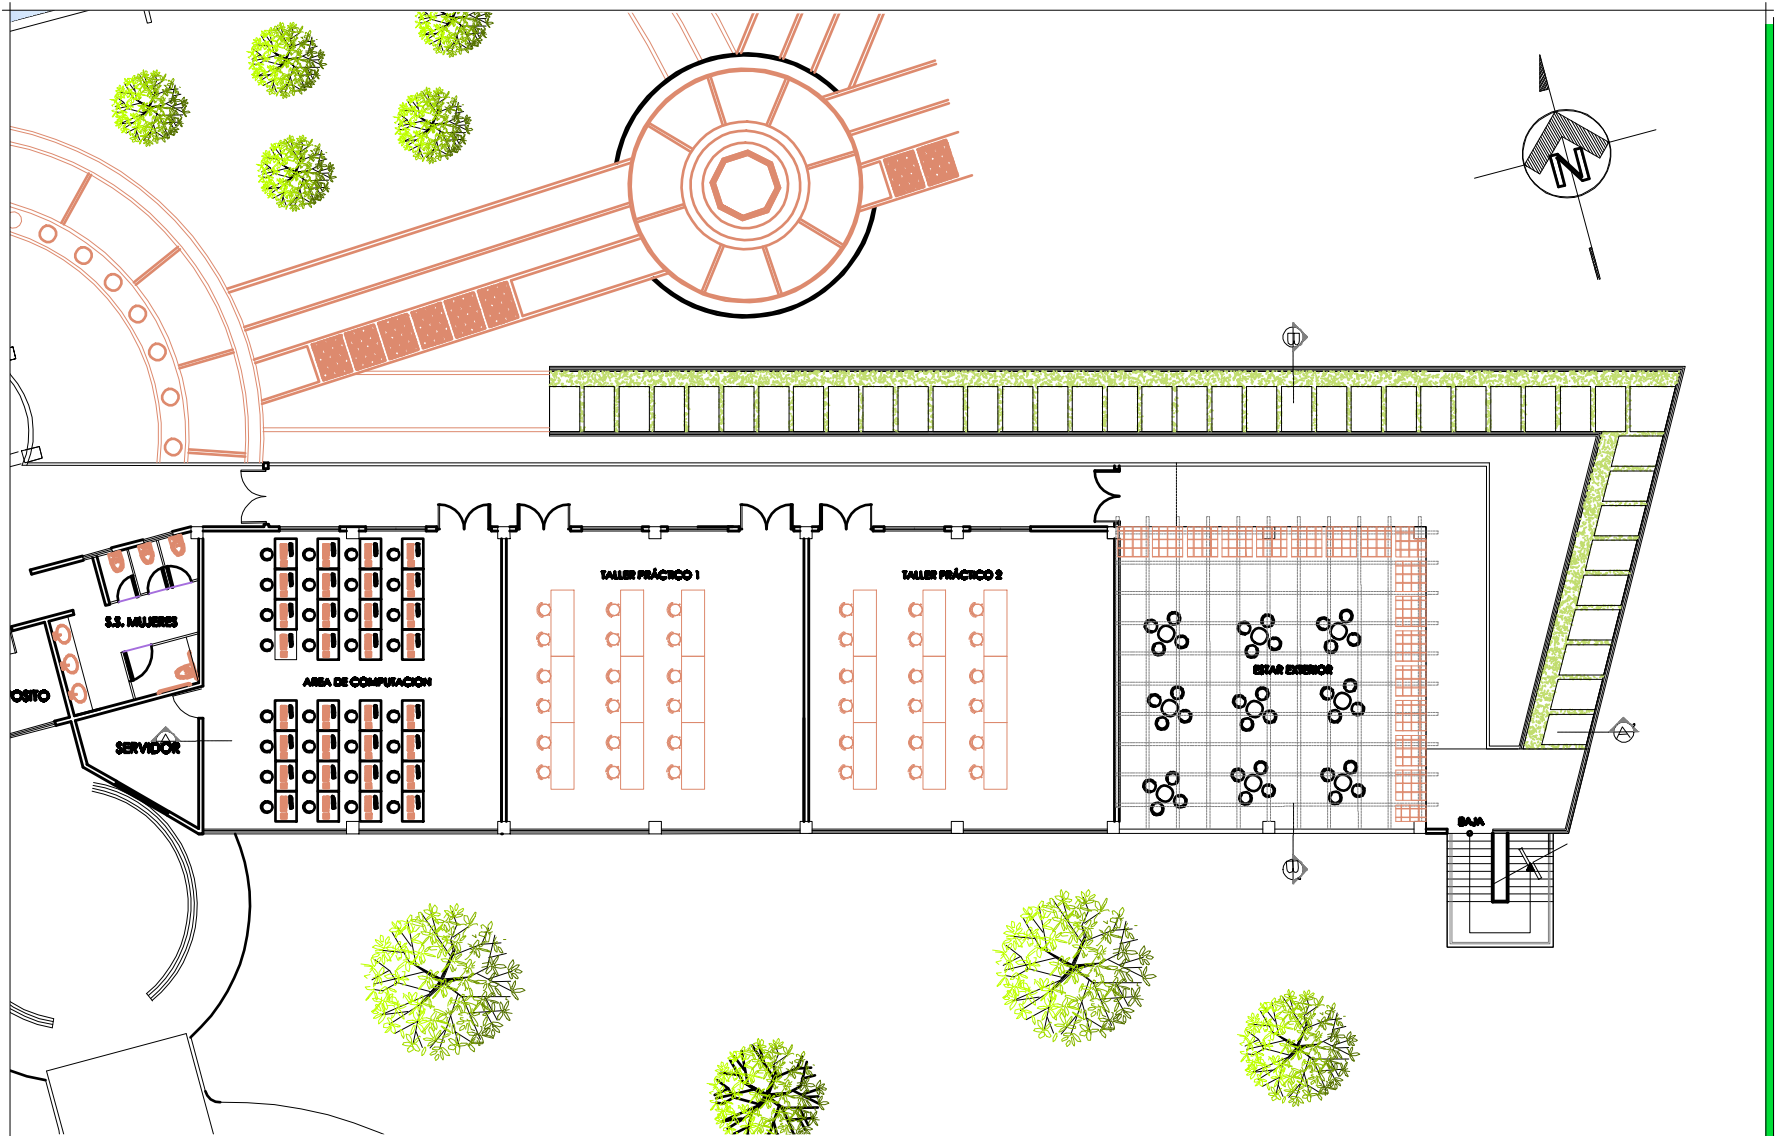 N
B
TALLER PRÁCTICO 1
TALLER PRÁCTICO 2
S.S. MUJERES
ESTAR EXTERIOR
AREA DE COMPUTACION
OSITO
A
SERVIDOR
A'
BAJA